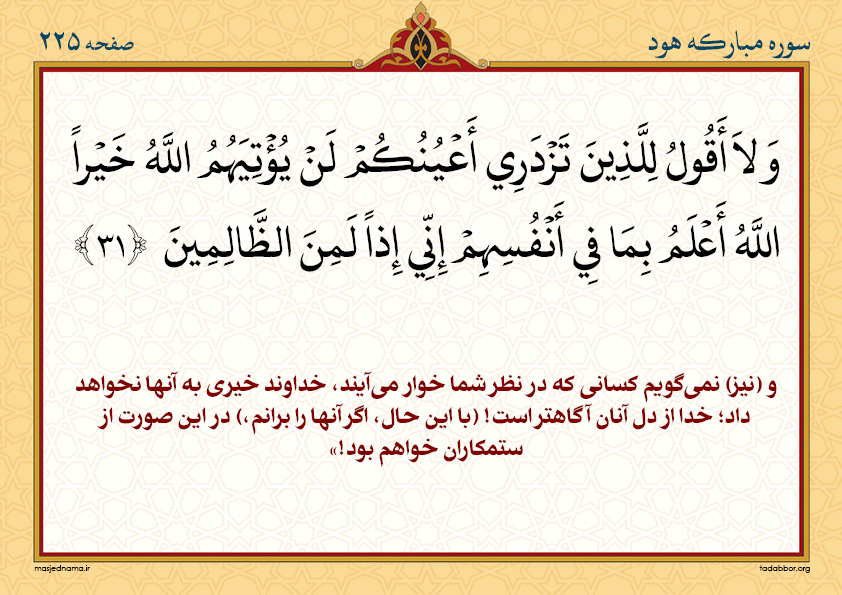 سوره مبارکه هود
صفحه ۲۲۵
وَلاَ أَقُولُ لِلَّذِينَ تَزْدَرِي أَعْيُنُكُمْ لَنْ يُؤْتِيَهُمُ اللَّهُ خَيْراً
اللَّهُ أَعْلَمُ بِمَا فِي أَنْفُسِهِمْ إِنِّي إِذاً لَمِنَ الظَّالِمِينَ ﴿۳۱﴾
و (نیز) نمی‌گویم کسانی که در نظر شما خوار می‌آیند، خداوند خیری به آنها نخواهد
داد؛ خدا از دل آنان آگاهتر است! (با این حال، اگر آنها را برانم،) در این صورت از
ستمکاران خواهم بود!»
masjednama.ir
tadabbor.org